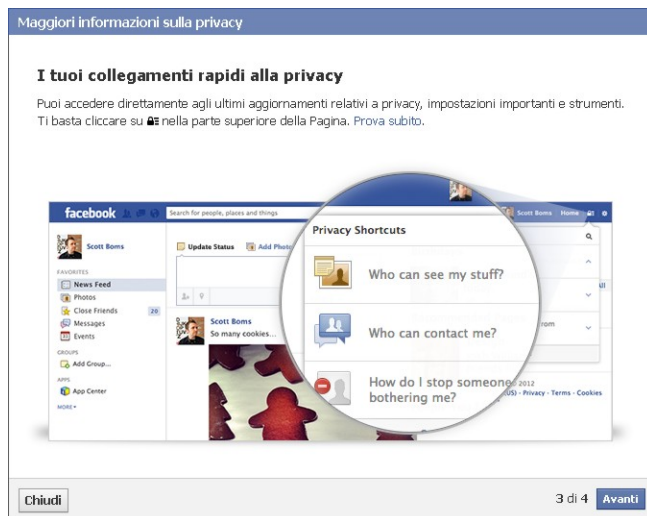 Maggiori informazioni sulla privacy
I tuoi collegamenti rapidi alla privacy
Puoi accedere direttamente agli ultimi aggiornamenti relativi a privacy, impostazioni importanti e strumenti.
Ti basta cliccare su nella parte superiore della Pagina. Prova subito.
facebook
Search for people, places and things
Scott Boms Home
Scott Boms
Update Status Add Photo
FAVORITES
News Feed
Photos
Close Friends 20
Messages
Events
GROUPS
Add Group...
APPS
App Center
MORE
Scott Boms
So many cookies...
Privacy Shortcuts
Who can see my stuff?
Who can contact me?
How do I stop someone
bothering me?
2012
(US) - Privacy - Terms - Cookies
Chiudi
3 di 4
Avanti